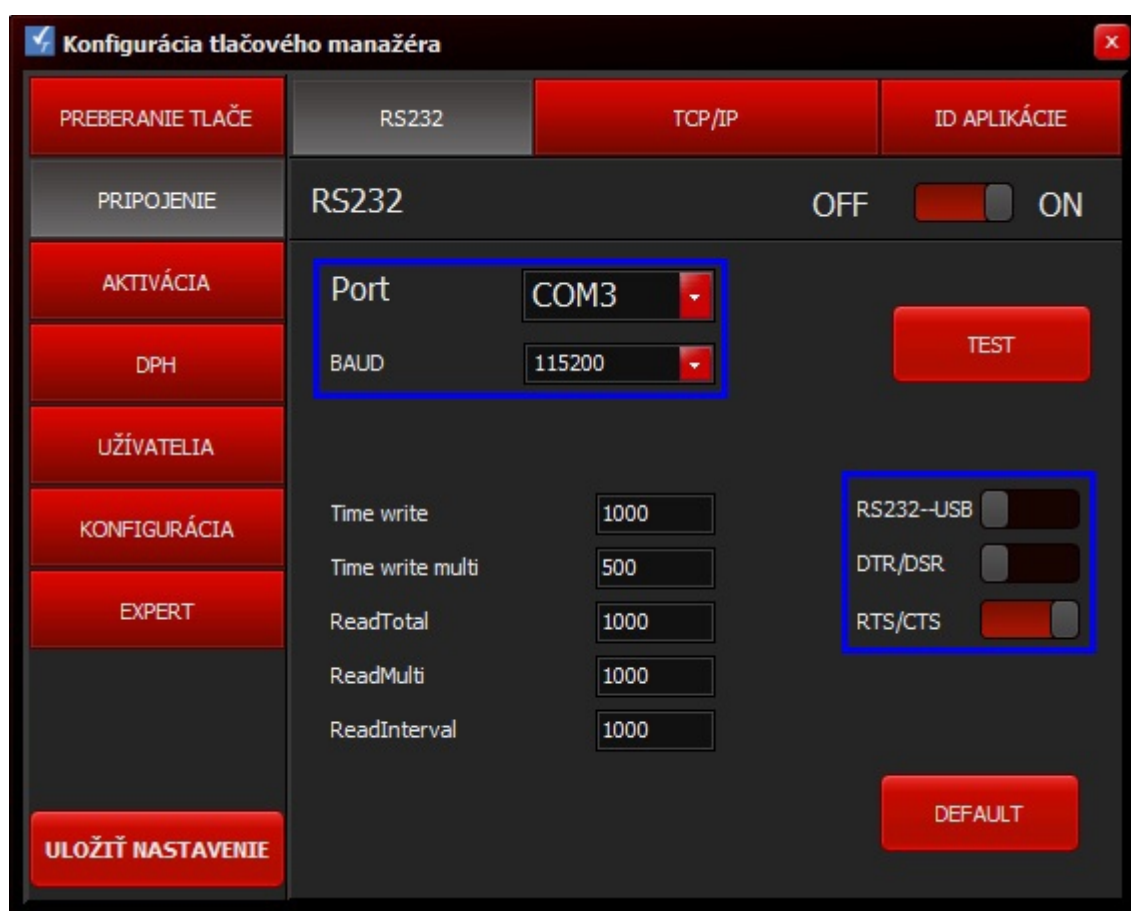 Konfigurácia tlačového manažéra
PREBERANIE TLAČE
RS232
TCP/IP
ID APLIKÁCIE
PRIPOJENIE
RS232
OFF
ON
AKTIVÁCIA
Port
COM3
TEST
DPH
BAUD
115200
UŽÍVATELIA
KONFIGURÁCIA
Time write
1000
RS232--USB
Time write multi
500
DTR/DSR
EXPERT
ReadTotal
1000
RTS/CTS
ReadMulti
1000
ReadInterval
1000
DEFAULT
ULOŽIŤ NASTAVENIE